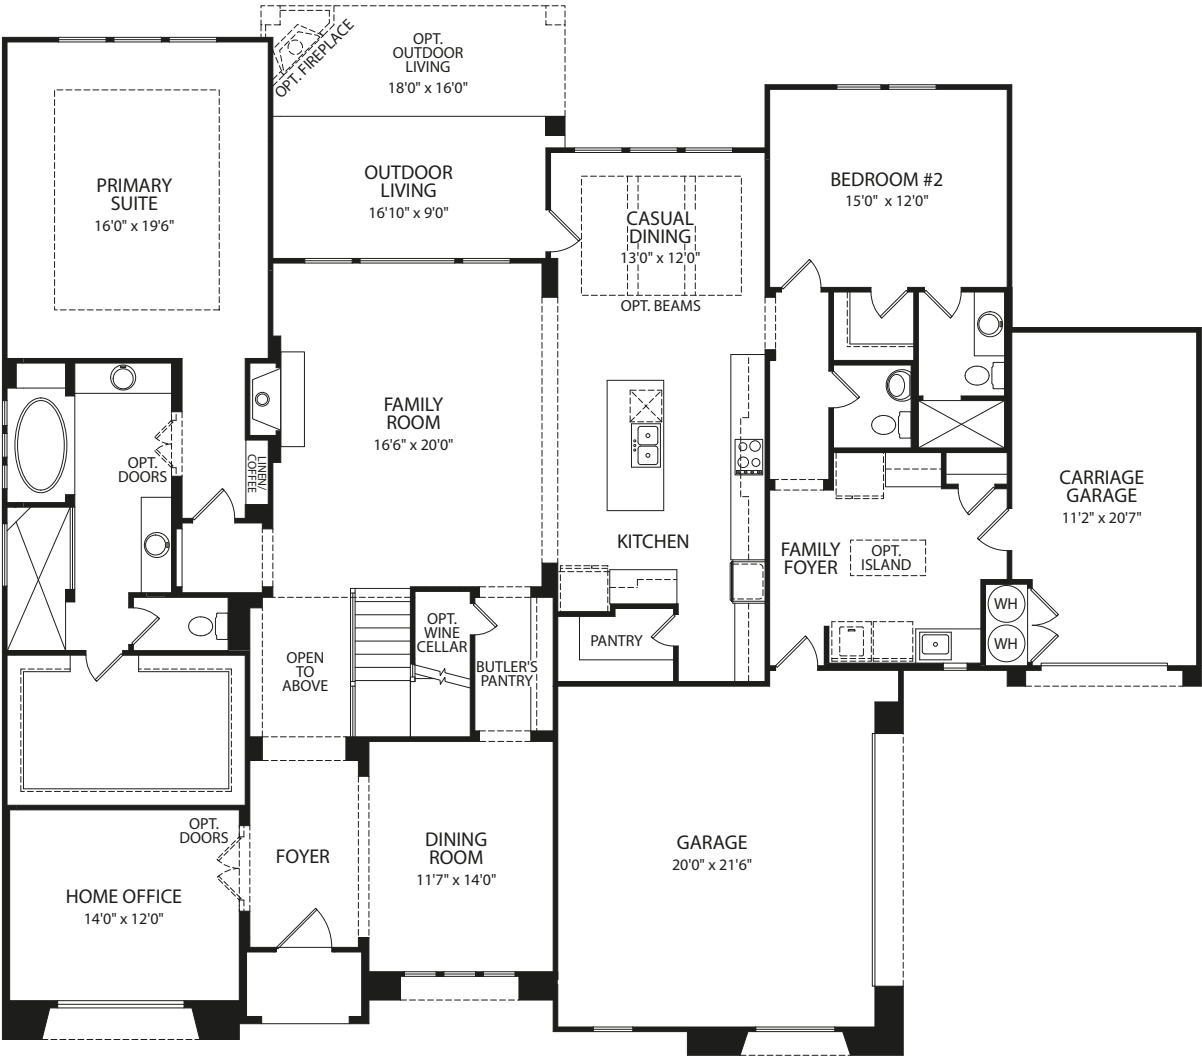 OPT. FIREPLACE
OPT.
OUTDOOR
LIVING
18'0" x 16'0"
PRIMARY
SUITE
16'0" x 19'6"
OUTDOOR
LIVING
16'10" x 9'0"
CASUAL
DINING
13'0" x 12'0"
OPT. BEAMS
BEDROOM #2
15'0" x 12'0"
FAMILY
ROOM
16'6" x 20'0"
OPT.
DOORS
LINEN/
COFFEE
CARRIAGE
GARAGE
11'2" x 20'7"
KITCHEN
FAMILY
FOYER
OPT.
ISLAND
WH
WH
OPT.
WINE
CELLAR
PANTRY
OPEN
TO
ABOVE
BUTLER'S
PANTRY
OPT.
DOORS
HOME OFFICE
14'0" x 12'0"
FOYER
DINING
ROOM
11'7" x 14'0"
GARAGE
20'0" x 21'6"